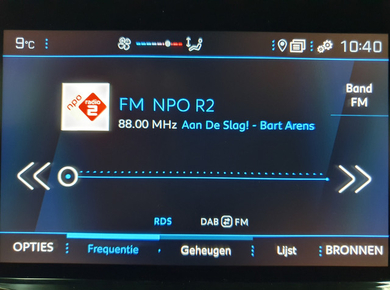 9°C 10:40
Band
FM
npo
radio
2
FM NPO R2
88.00 MHz Aan De Slag! - Bart Arens
RDS DAB FM
OPTIES Frequentie Geheugen Lijst BRONNEN